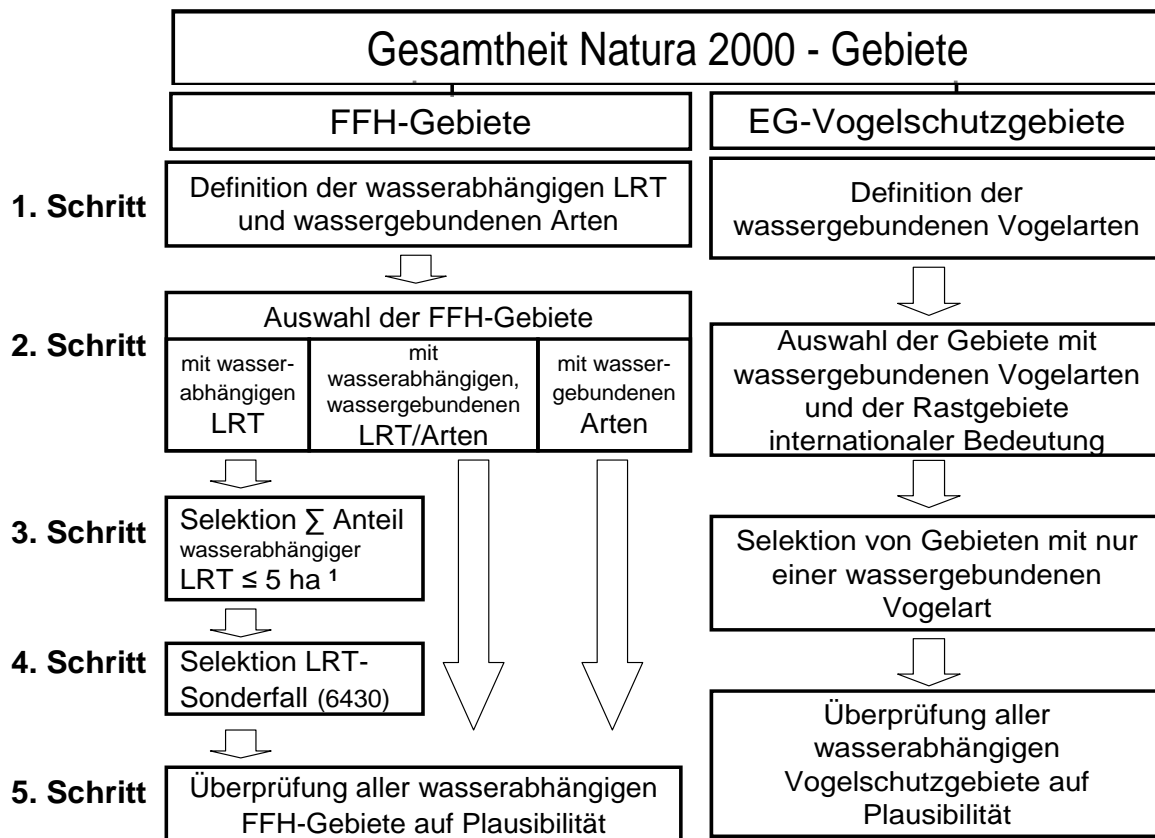 Gesamtheit Natura 2000 - Gebiete
FFH-Gebiete
EG-Vogelschutzgebiete
1. Schritt
Definition der wasserabhängigen LRT
und wassergebundenen Arten
Definition der
wassergebundenen Vogelarten
2. Schritt
Auswahl der FFH-Gebiete
mit wasser-
abhängigen
LRT
mit
wasserabhängigen,
wassergebundenen
LRT/Arten
mit wasser-
gebundenen
Arten
Auswahl der Gebiete mit
wassergebundenen Vogelarten
und der Rastgebiete
internationaler Bedeutung
3. Schritt
Selektion ∑ Anteil
wasserabhängiger
LRT ≤ 5 ha ¹
Selektion von Gebieten mit nur
einer wassergebundenen
Vogelart
4. Schritt
Selektion LRT-
Sonderfall (6430)
5. Schritt
Überprüfung aller wasserabhängigen
FFH-Gebiete auf Plausibilität
Überprüfung aller
wasserabhängigen
Vogelschutzgebiete auf
Plausibilität